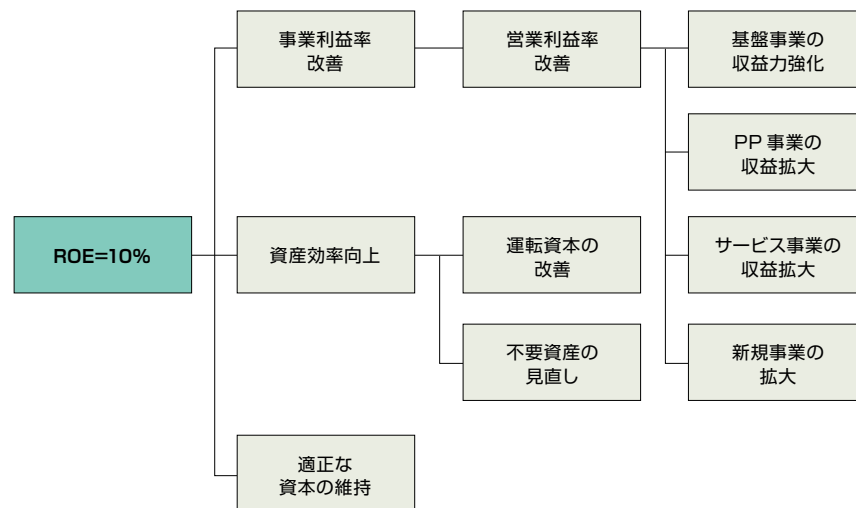 事業利益率
改善
営業利益率
改善
基盤事業の
収益力強化
PP 事業の
収益拡大
ROE=10%
資産効率向上
運転資本の
改善
サービス事業の
収益拡大
不要資産の
見直し
新規事業の
拡大
適正な
資本の維持